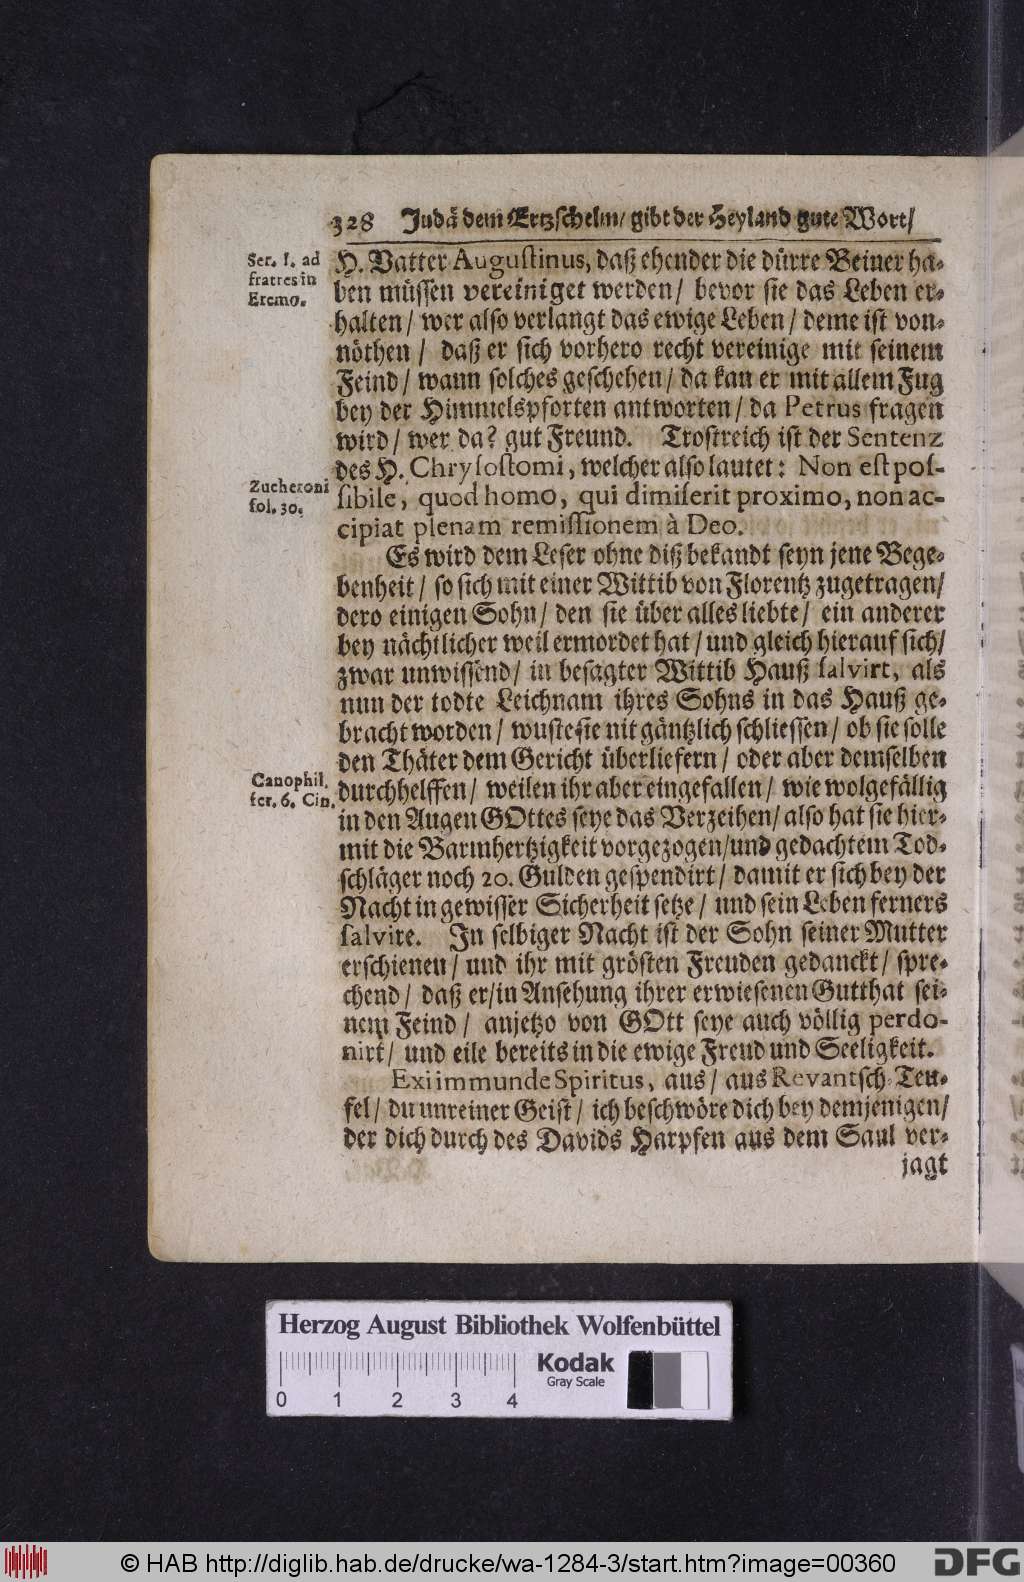 328 Judä dem Ertzschelm/ gibt der Heyland gute Wort/
Ser. I. ad
fratres in
Eremo.
H. Vatter Augustinus, daß ehender die dürre Beiner ha-
ben müssen vereiniget werden/ bevor sie das Leben er-
halten/ wer also verlangt das ewige Leben/ deme ist von-
nöthen/ daß er sich vorhero recht vereinige mit seinem
Feind/ wann solches geschehen/ da kan er mit allem Fug
bey der Himmelspforten antworten/ da Petrus fragen
wird/ wer da? gut Freund. Trostreich ist der Sentenz
des H. Chrysostomi, welcher also lautet: Non est pos-
Zucheroni
fol. 30.
sibile, quod homo, qui dimiserit proximo, non ac-
cipiat plenam remissionem à Deo.
Es wird dem Leser ohne diß bekandt seyn jene Bege-
benheit/ so sich mit einer Wittib von Florentz zugetragen/
dero einigen Sohn/ den sie über alles liebte/ ein anderer
bey nächtlicher weil ermordet hat/ und gleich hierauf sich/
zwar unwissend/ in besagter Wittib Hauß salvirt, als
nun der todte Leichnam ihres Sohns in das Hauß ge-
bracht worden/ wuste sie nit gäntzlich schliessen/ ob sie solle
den Thäter dem Gericht überliefern/ oder aber demselben
Canophil.
fer. 6. Cin.
durchhelffen/ weilen ihr aber eingefallen/ wie wolgefällig
in den Augen GOttes seye das Verzeihen/ also hat sie hier-
mit die Barmhertzigkeit vorgezogen/ und gedachtem Tod-
schläger noch 20. Gulden gespendirt/ damit er sich bey der
Nacht in gewisser Sicherheit setze/ und sein Leben ferners
salvire. In selbiger Nacht ist der Sohn seiner Mutter
erschienen/ und ihr mit grösten Freuden gedanckt/ spre-
chend/ daß er/ in Ansehung ihrer erwiesenen Gutthat sei-
nem Feind/ anjetzo von GOtt seye auch völlig perdo-
nirt/ und eile bereits in die ewige Freud und Seeligkeit.
Exi immunde Spiritus, aus/ aus Revantsch-Teu-
fel/ du unreiner Geist/ ich beschwöre dich bey demjenigen/
der dich durch des Davids Harpfen aus dem Saul ver-
jagt
Herzog August Bibliothek Wolfenbüttel
Kodak
Gray Scale
0 1 2 3 4
© HAB http://diglib.hab.de/drucke/wa-1284-3/start.htm?image=00360
DFG